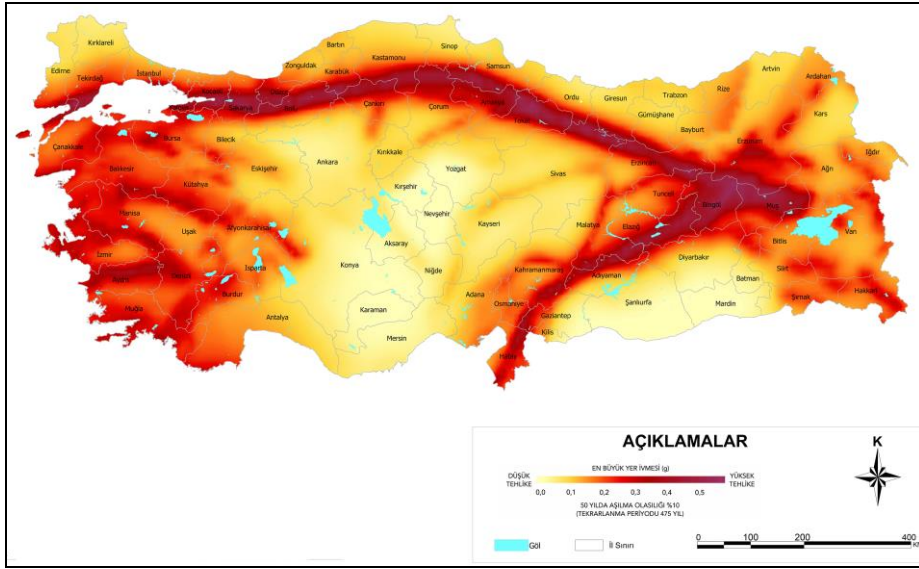 Kırklareli
Edirne
Tekirdağ
İstanbul
Bartın
Zonguldak
Karabük
Kastamonu
Sinop
Samsun
Ordu
Giresun
Trabzon
Rize
Artvin
Ardahan
Kars
Gümüşhane
Bayburt
Erzurum
Iğdır
Ağrı
Çanakkale
Bursa
Bilecik
Sakarya
Bolu
Çankırı
Çorum
Amasya
Tokat
Balıkesir
Kütahya
Eskişehir
Ankara
Kırıkkale
Yozgat
Sivas
Erzincan
Tunceli
Bingöl
Muş
Kırşehir
Nevşehir
Kayseri
Malatya
Elazığ
Van
Bitlis
Manisa
Uşak
Afyonkarahisar
Aksaray
Konya
Niğde
Kahramanmaraş
Adıyaman
Diyarbakır
Batman
Siirt
Hakkari
Şırnak
İzmir
Aydın
Denizli
Isparta
Burdur
Muğla
Antalya
Karaman
Mersin
Adana
Osmaniye
Gaziantep
Kilis
Şanlıurfa
Mardin
Hatay
AÇIKLAMALAR
K
EN BÜYÜK YER İVMESİ (g)
DÜŞÜK
TEHLİKE
YÜKSEK
TEHLİKE
0,0 0,1 0,2 0,3 0,4 0,5
50 YILDA AŞILMA OLASILIĞI %10
(TEKRARLANMA PERİYODU 475 YIL)
Göl
İl Sınırı
0 100 200 400
KM